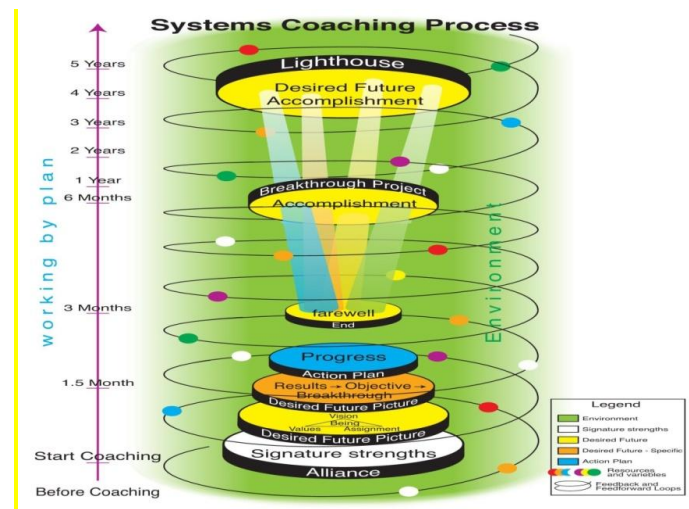 Systems Coaching Process
5 Years
4 Years
3 Years
2 Years
1 Year
6 Months
3 Months
1.5 Month
Start Coaching
Before Coaching
working by plan
Lighthouse
Desired Future
Accomplishment
Breakthrough Project
Accomplishment
farewell
End
Progress
Action Plan
Results → Objective
Breakthrough
Desired Future Picture
Vision
Being
Values Assignment
Desired Future Picture
Signature strengths
Alliance
Environment
Legend
Environment
Signature strengths
Desired Future
Desired Future - Specific
Action Plan
Resources
and variebles
Feedback and
Feedforward Loops